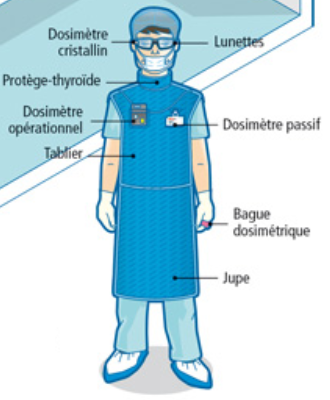 Dosimètre
cristallin
Lunettes
Protège-thyroïde
Dosimètre
opérationnel
Dosimètre passif
Tablier
Bague
dosimétrique
Jupe